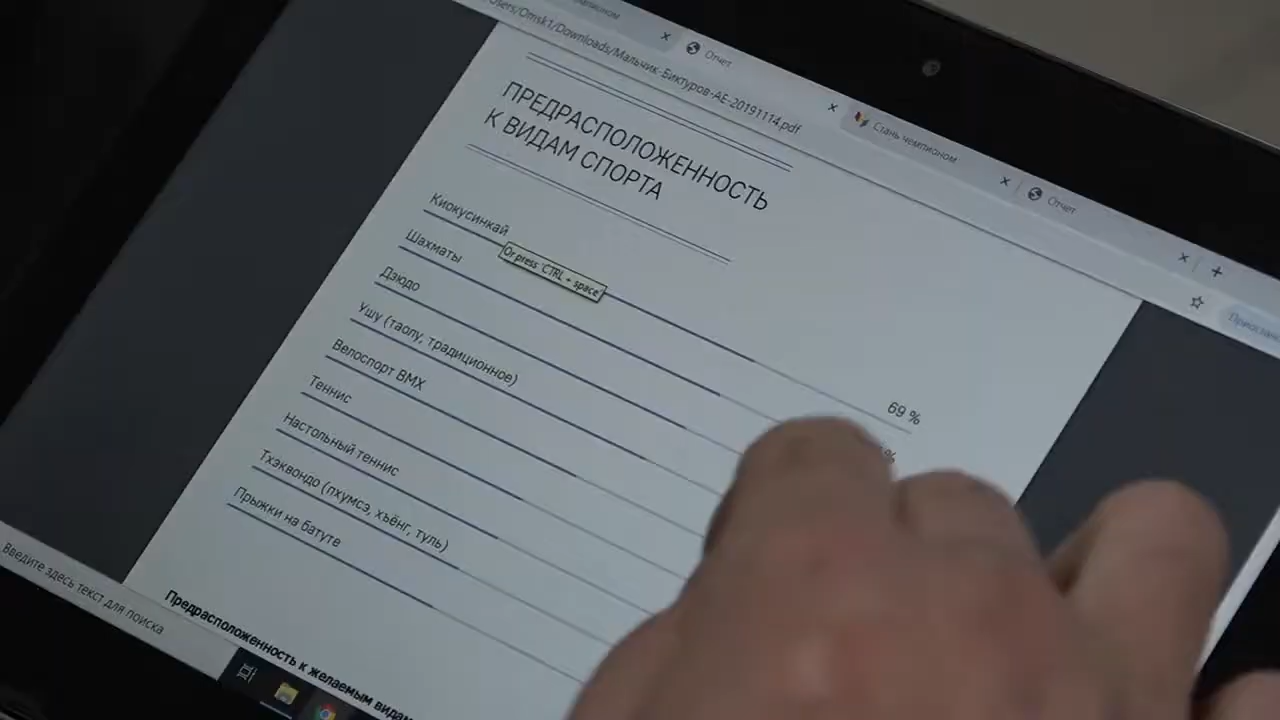 Отчет
Стань чемпионом
Отчет
/Users/Omsk1/Downloads/Мальчик-Биктуров-АЕ-20191114.pdf
ПРЕДРАСПОЛОЖЕННОСТЬ
К ВИДАМ СПОРТА
Киокусинкай
69 %
Or press 'CTRL + space'
Шахматы
%
Дзюдо
Ушу (таолу, традиционное)
Велоспорт BMX
Теннис
Настольный теннис
Тхэквондо (пхумсэ, хъёнг, туль)
Прыжки на батуте
Предрасположенность к желаемым видам
Введите здесь текст для поиска